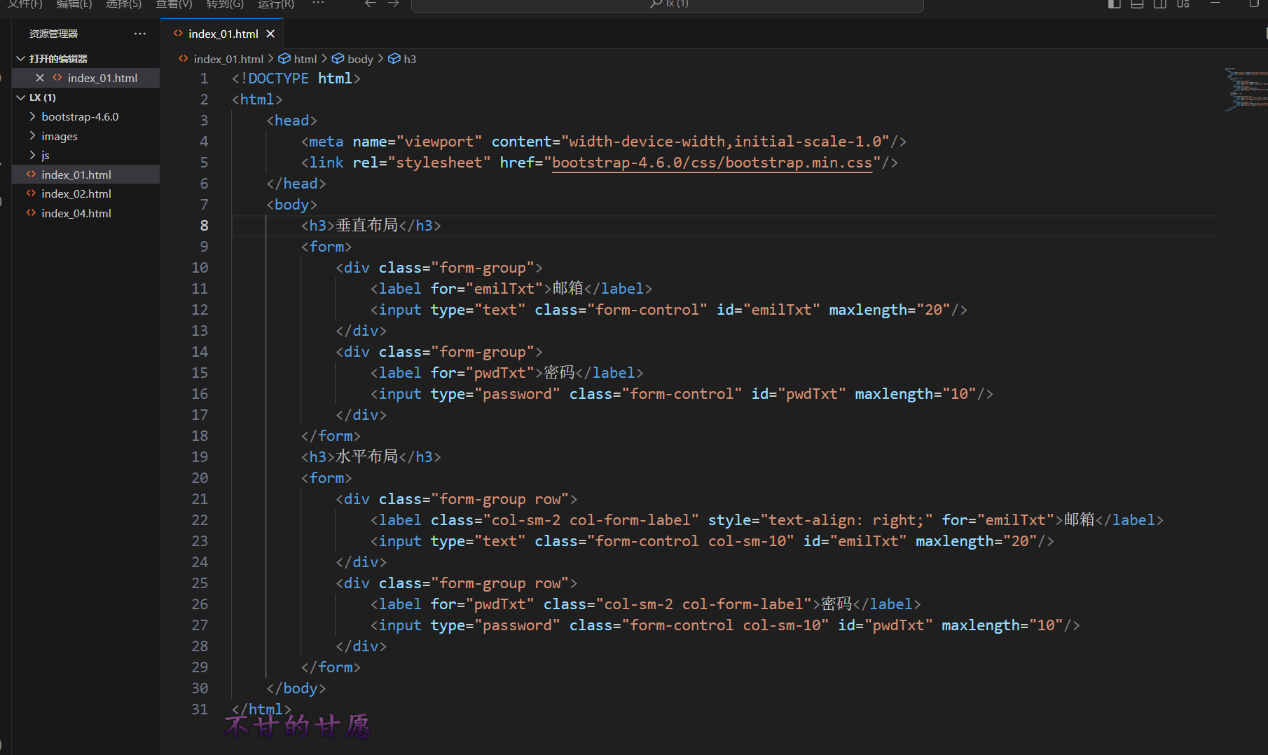 文件(F) 编辑(E) 选择(S) 查看(V) 转到(G) 运行(R) ··· ← → lx (1)
资源管理器 ···
打开的编辑器
index_01.html
LX (1)
bootstrap-4.6.0
images
js
index_01.html
index_02.html
index_04.html
index_01.html
index_01.html > html > body > h3
1 <!DOCTYPE html>
2 <html>
3 <head>
4 <meta name="viewport" content="width-device-width,initial-scale-1.0"/>
5 <link rel="stylesheet" href="bootstrap-4.6.0/css/bootstrap.min.css"/>
6 </head>
7 <body>
8 <h3>垂直布局</h3>
9 <form>
10 <div class="form-group">
11 <label for="emilTxt">邮箱</label>
12 <input type="text" class="form-control" id="emilTxt" maxlength="20"/>
13 </div>
14 <div class="form-group">
15 <label for="pwdTxt">密码</label>
16 <input type="password" class="form-control" id="pwdTxt" maxlength="10"/>
17 </div>
18 </form>
19 <h3>水平布局</h3>
20 <form>
21 <div class="form-group row">
22 <label class="col-sm-2 col-form-label" style="text-align: right;" for="emilTxt">邮箱</label>
23 <input type="text" class="form-control col-sm-10" id="emilTxt" maxlength="20"/>
24 </div>
25 <div class="form-group row">
26 <label for="pwdTxt" class="col-sm-2 col-form-label">密码</label>
27 <input type="password" class="form-control col-sm-10" id="pwdTxt" maxlength="10"/>
28 </div>
29 </form>
30 </body>
31 </html>
不甘的甘愿